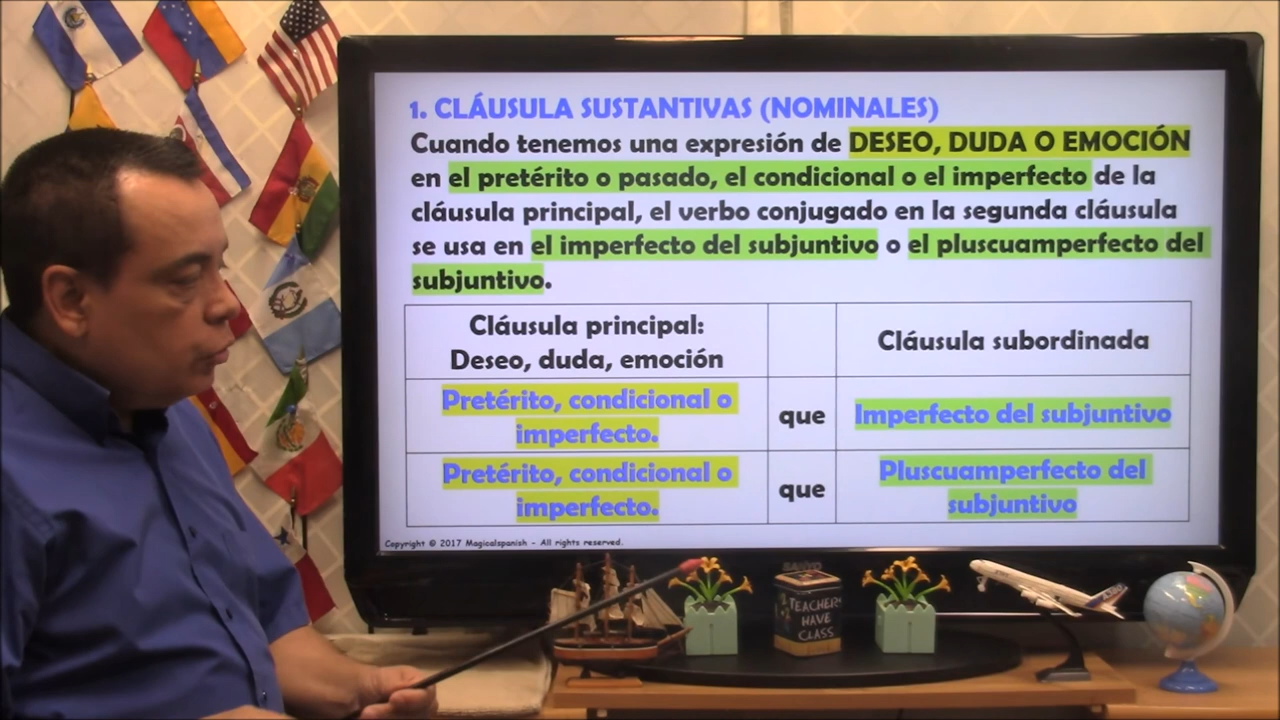 1. CLÁUSULA SUSTANTIVAS (NOMINALES)
Cuando tenemos una expresión de DESEO, DUDA O EMOCIÓN
en el pretérito o pasado, el condicional o el imperfecto de la
cláusula principal, el verbo conjugado en la segunda cláusula
se usa en el imperfecto del subjuntivo o el pluscuamperfecto del
subjuntivo.
Cláusula principal:
Deseo, duda, emoción
Cláusula subordinada
Pretérito, condicional o
imperfecto.
que
Imperfecto del subjuntivo
Pretérito, condicional o
imperfecto.
que
Pluscuamperfecto del
subjuntivo
Copyright © 2017 Magicalspanish - All rights reserved.
SANYO
TEACHERS
HAVE
CLASS